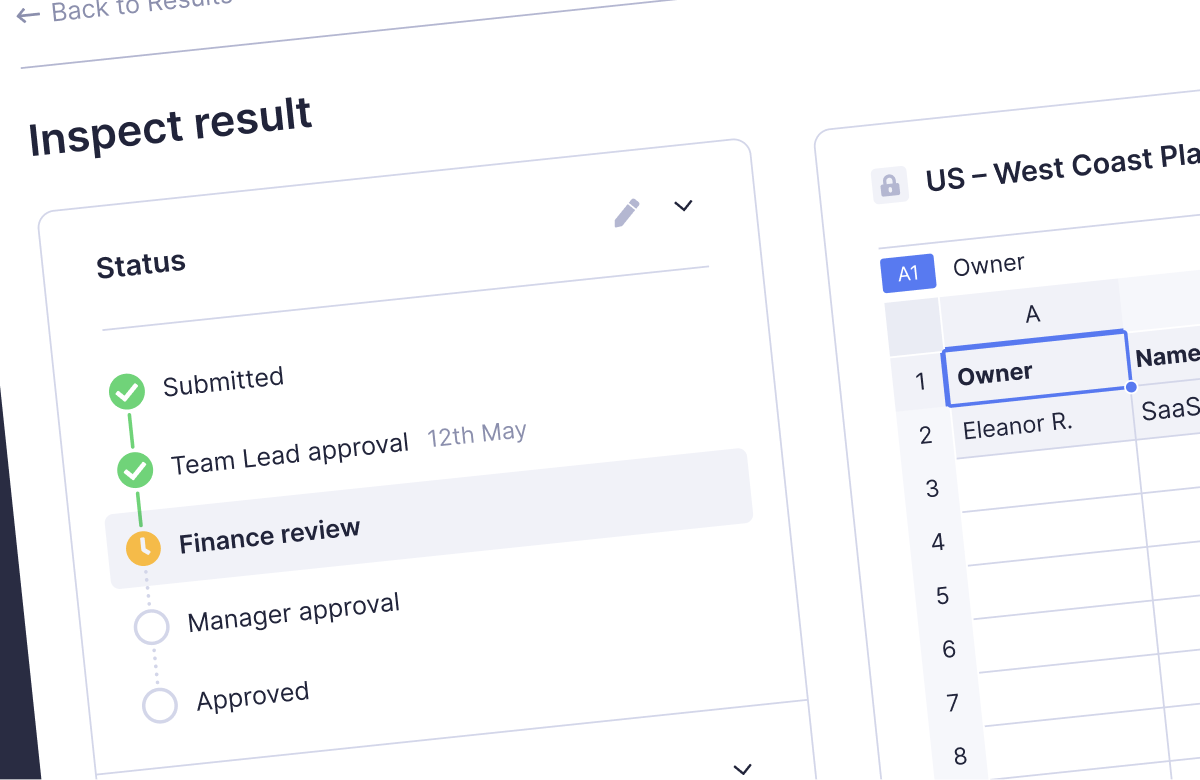 ← Back to Results
Inspect result
Status
Submitted
Team Lead approval 12th May
Finance review
Manager approval
Approved
US – West Coast
A1 Owner
A
1 Owner Name
2 Eleanor R. SaaS
3
4
5
6
7
8